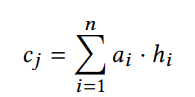 c_j = \sum_{i=1}^{n} a_i \cdot h_i